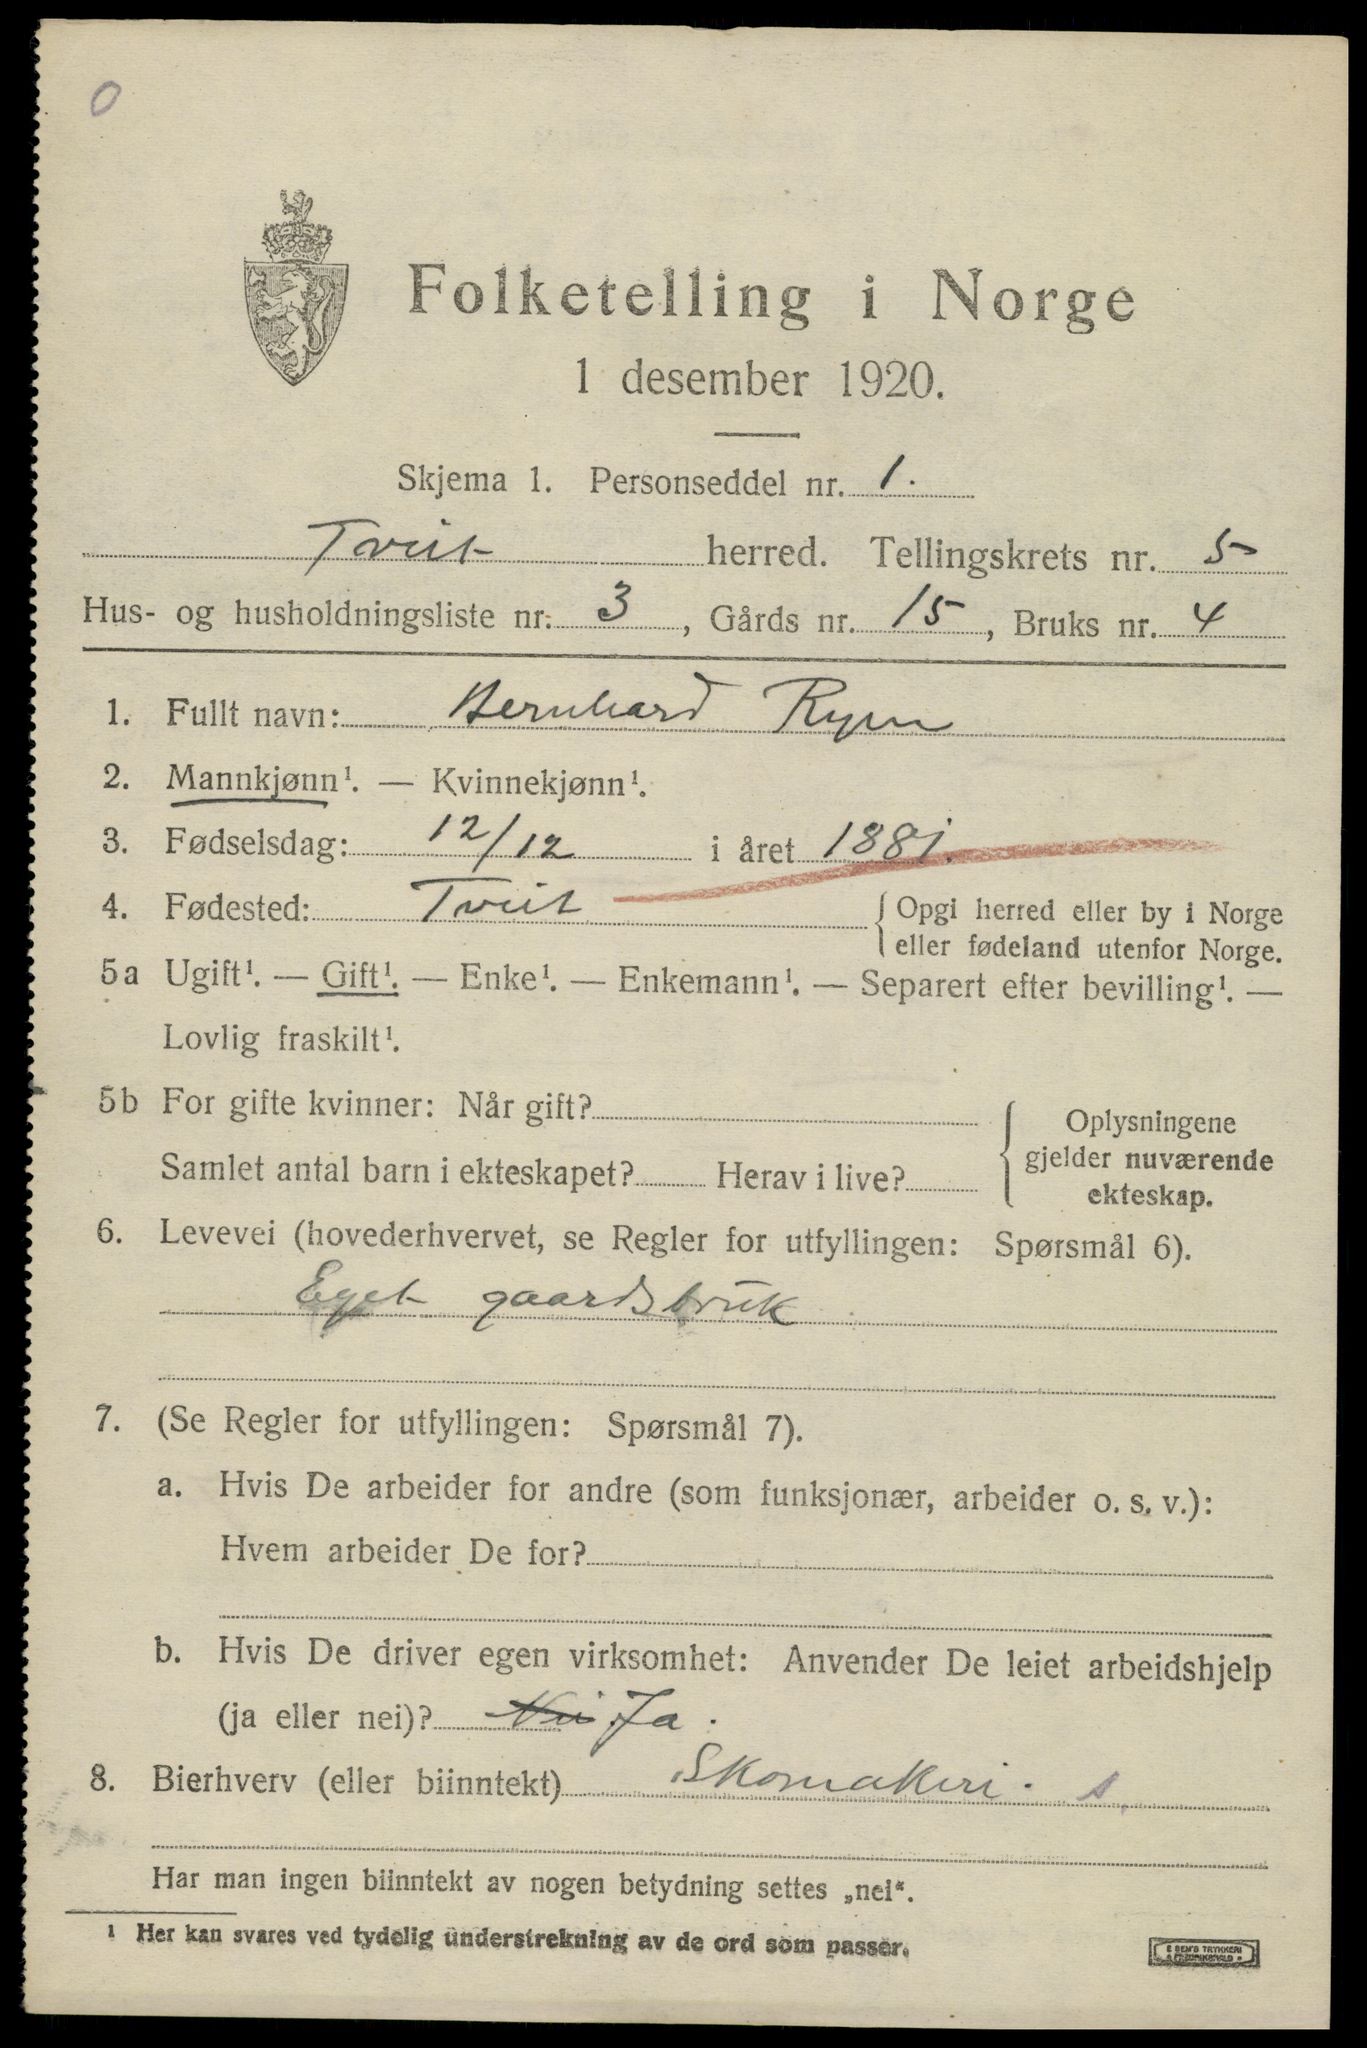 0
Folketelling i Norge
1 desember 1920.
Skjema 1. Personseddel nr. 1.
Tveit herred. Tellingskrets nr. 5
Hus- og husholdningsliste nr. 3, Gårds nr. 15, Bruks nr. 4
1. Fullt navn: Bernhard Ryen
2. Mannkjønn¹. — Kvinnekjønn¹.
3. Fødselsdag: 12/12 i året 1881.
4. Fødested: Tveit { Opgi herred eller by i Norge
eller fødeland utenfor Norge.
5a Ugift¹. — Gift¹. — Enke¹. — Enkemann¹. — Separert efter bevilling¹. —
Lovlig fraskilt¹.
5b For gifte kvinner: Når gift?
Samlet antal barn i ekteskapet? Herav i live?
Oplysningene
gjelder nuværende
ekteskap.
6. Levevei (hovederhvervet, se Regler for utfyllingen: Spørsmål 6).
Eget gaardsbruk
7. (Se Regler for utfyllingen: Spørsmål 7).
a. Hvis De arbeider for andre (som funksjonær, arbeider o. s. v.):
Hvem arbeider De for?
b. Hvis De driver egen virksomhet: Anvender De leiet arbeidshjelp
(ja eller nei)? Nei Ja.
8. Bierhverv (eller biinntekt) Skomakeri. s.
Har man ingen biinntekt av nogen betydning settes „nei“.
¹ Her kan svares ved tydelig understrekning av de ord som passer.
E SEM'S TRYKKERI
FREDRIKSHALD